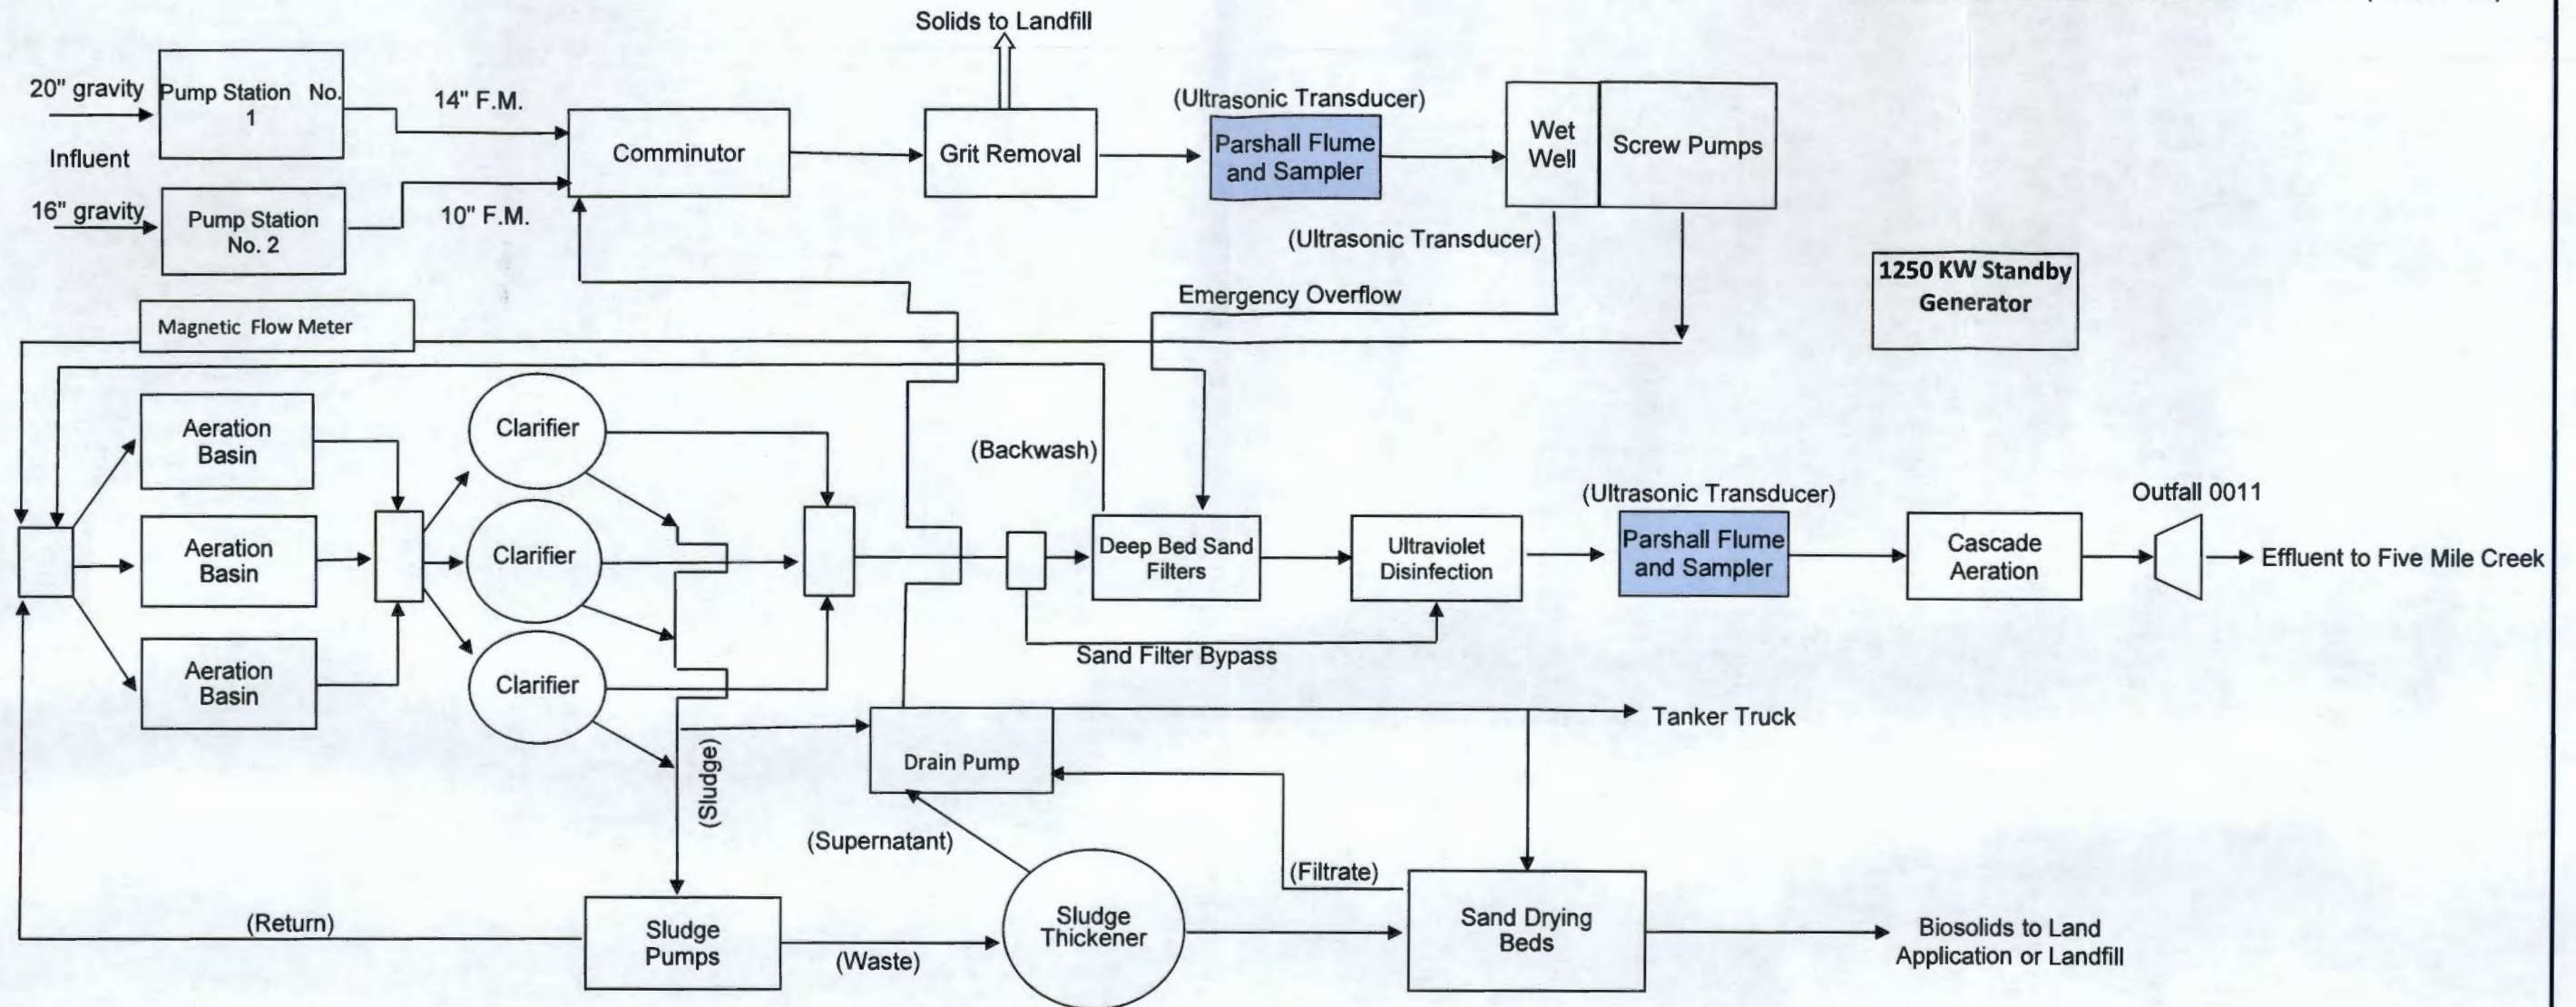 Solids to Landfill
20" gravity
Pump Station No.
1
14" F.M.
Influent
16" gravity
Pump Station
No. 2
10" F.M.
Comminutor
Grit Removal
(Ultrasonic Transducer)
Parshall Flume
and Sampler
Wet
Well
Screw Pumps
(Ultrasonic Transducer)
Emergency Overflow
1250 KW Standby
Generator
Magnetic Flow Meter
Aeration
Basin
Clarifier
(Backwash)
Aeration
Basin
Clarifier
Deep Bed Sand
Filters
Ultraviolet
Disinfection
(Ultrasonic Transducer)
Parshall Flume
and Sampler
Cascade
Aeration
Outfall 0011
Effluent to Five Mile Creek
Aeration
Basin
Clarifier
Sand Filter Bypass
Tanker Truck
Drain Pump
(Sludge)
(Supernatant)
(Filtrate)
(Return)
Sludge
Pumps
(Waste)
Sludge
Thickener
Sand Drying
Beds
Biosolids to Land
Application or Landfill